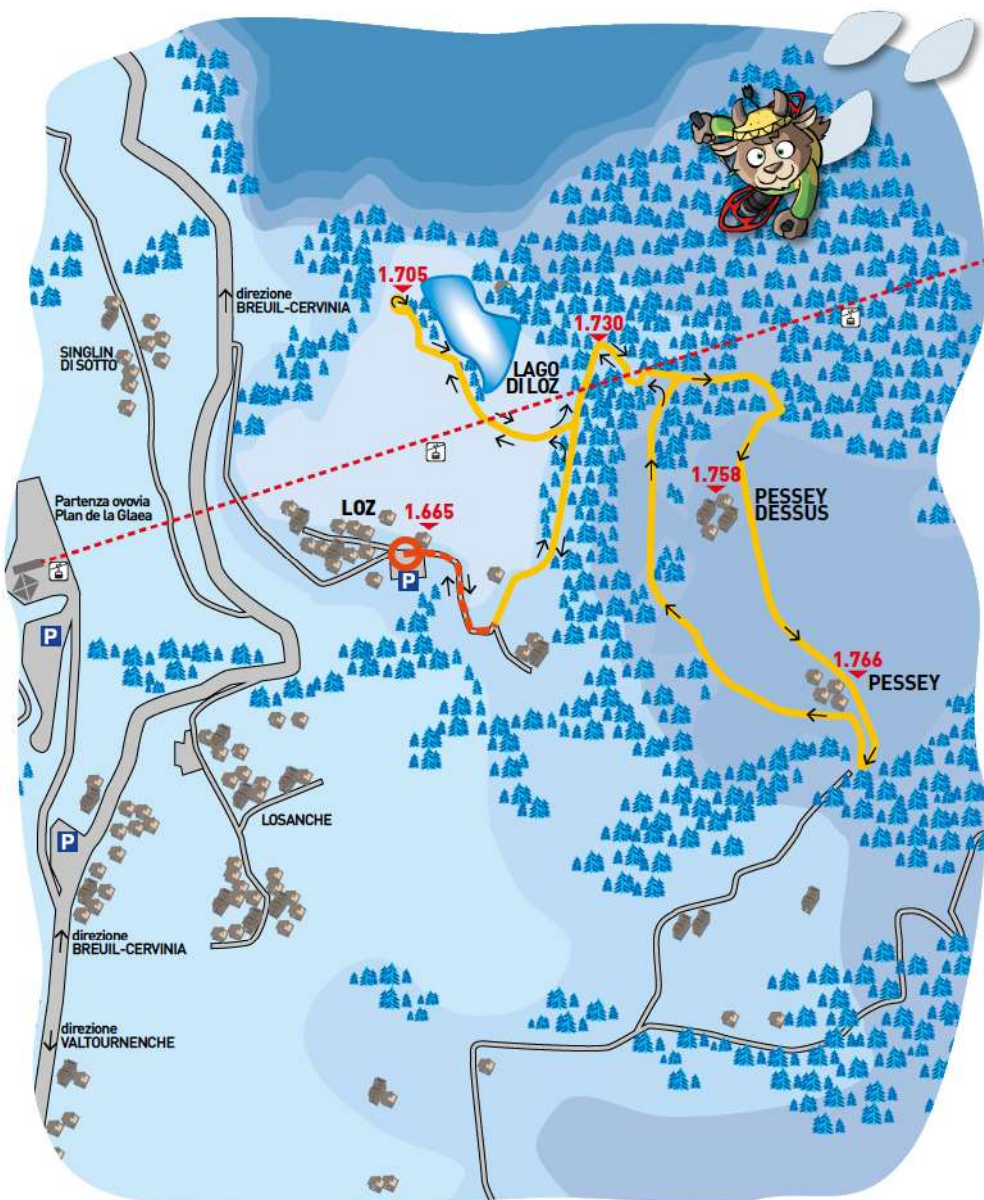 1.705
direzione
BREUIL-CERVINIA
1.730
SINGLIN
DI SOTTO
LAGO
DI LOZ
1.758
PESSEY
DESSUS
Partenza ovovia
Plan de la Glaea
LOZ
1.665
P
P
1.766
PESSEY
LOSANCHE
P
direzione
BREUIL-CERVINIA
direzione
VALTOURNENCHE